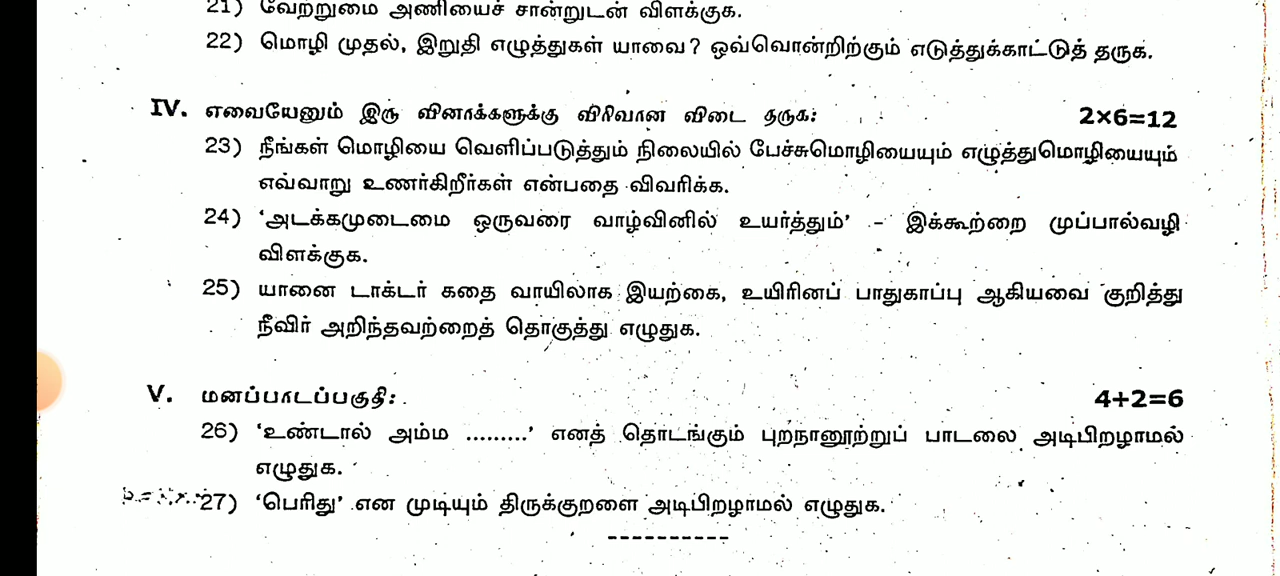 21) வேற்றுமை அணியைச் சான்றுடன் விளக்குக.
22) மொழி முதல், இறுதி எழுத்துகள் யாவை? ஒவ்வொன்றிற்கும் எடுத்துக்காட்டுத் தருக.
IV. எவையேனும் இரு வினாக்களுக்கு விரிவான விடை தருக: 2×6=12
23) நீங்கள் மொழியை வெளிப்படுத்தும் நிலையில் பேச்சுமொழியையும் எழுத்துமொழியையும்
எவ்வாறு உணர்கிறீர்கள் என்பதை விவரிக்க.
24) 'அடக்கமுடைமை ஒருவரை வாழ்வினில் உயர்த்தும்' - இக்கூற்றை முப்பால்வழி
விளக்குக.
25) யானை டாக்டர் கதை வாயிலாக இயற்கை, உயிரினப் பாதுகாப்பு ஆகியவை குறித்து
நீவிர் அறிந்தவற்றைத் தொகுத்து எழுதுக.
V. மனப்பாடப்பகுதி: 4+2=6
26) 'உண்டால் அம்ம .........' எனத் தொடங்கும் புறநானூற்றுப் பாடலை அடிபிறழாமல்
எழுதுக.
27) 'பெரிது' என முடியும் திருக்குறளை அடிபிறழாமல் எழுதுக.
----------